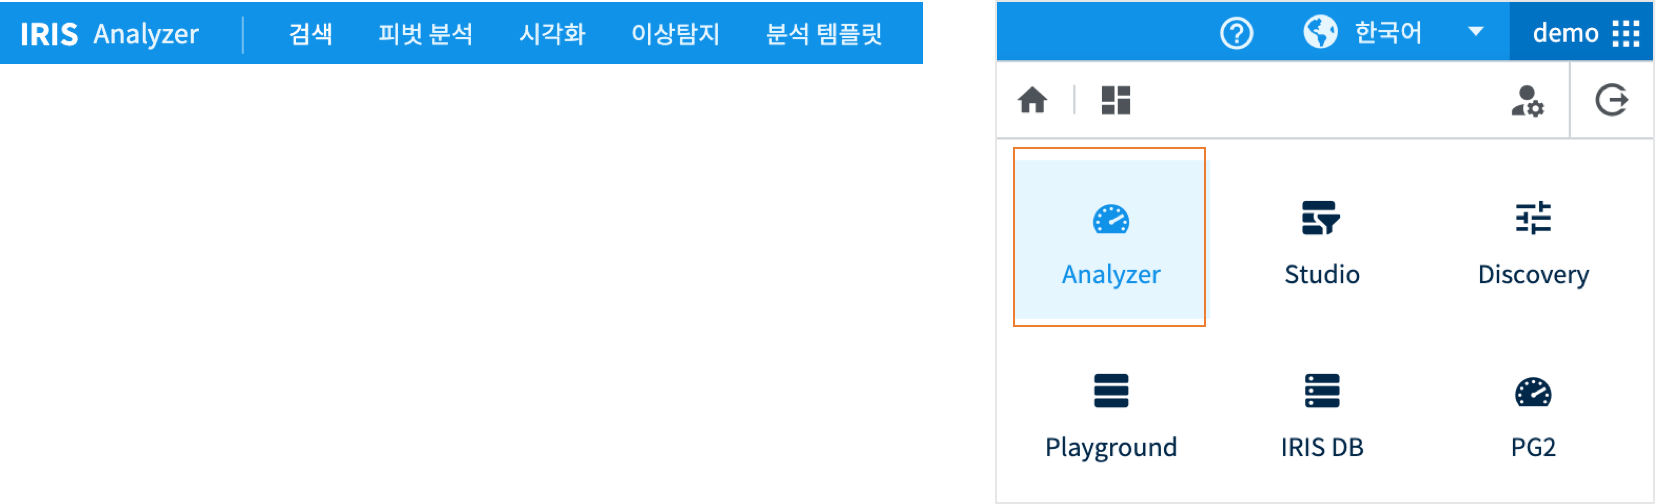 IRIS Analyzer 검색 피벗 분석 시각화 이상탐지 분석 템플릿
? 한국어 demo
Analyzer Studio Discovery
Playground IRIS DB PG2